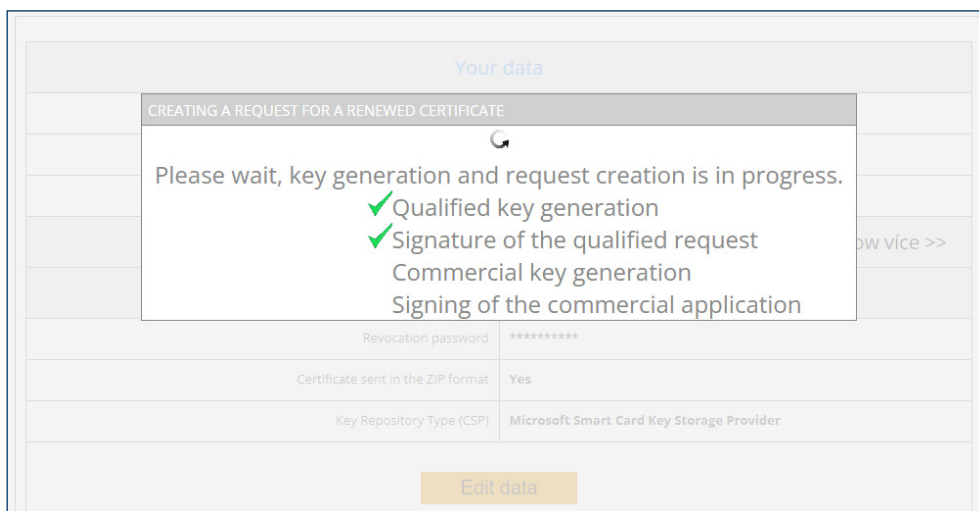 Your data
CREATING A REQUEST FOR A RENEWED CERTIFICATE
Please wait, key generation and request creation is in progress.
Qualified key generation
Signature of the qualified request
ow více >>
Commercial key generation
Signing of the commercial application
Revocation password **********
Certificate sent in the ZIP format Yes
Key Repository Type (CSP) Microsoft Smart Card Key Storage Provider
Edit data